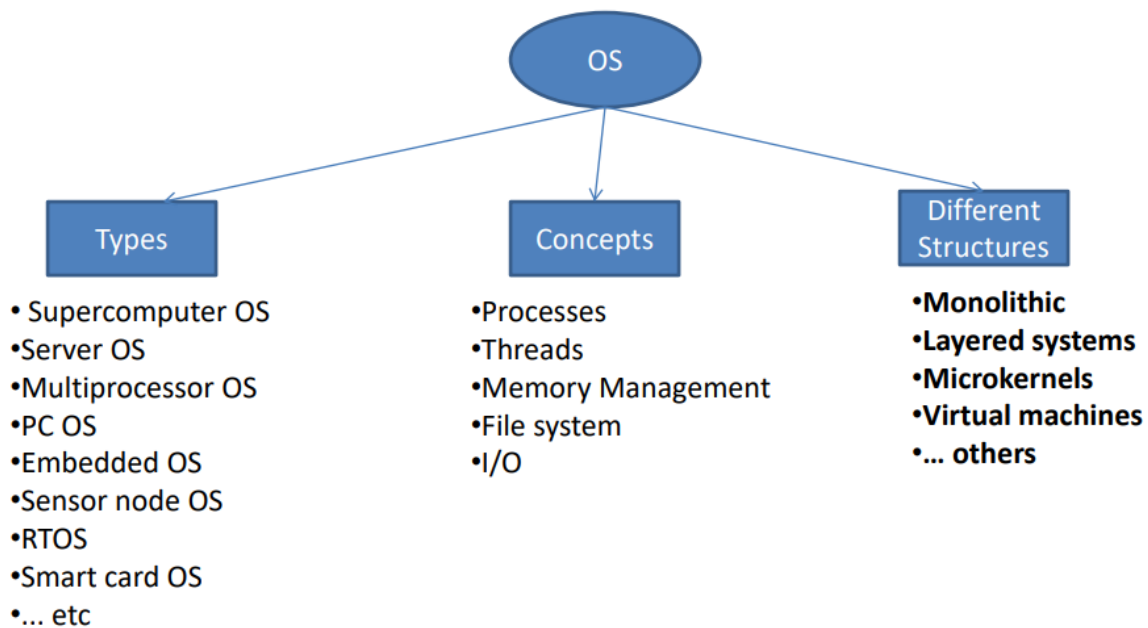 OS
Types
• Supercomputer OS
•Server OS
•Multiprocessor OS
•PC OS
•Embedded OS
•Sensor node OS
•RTOS
•Smart card OS
•... etc
Concepts
•Processes
•Threads
•Memory Management
•File system
•I/O
Different
Structures
•Monolithic
•Layered systems
•Microkernels
•Virtual machines
•... others